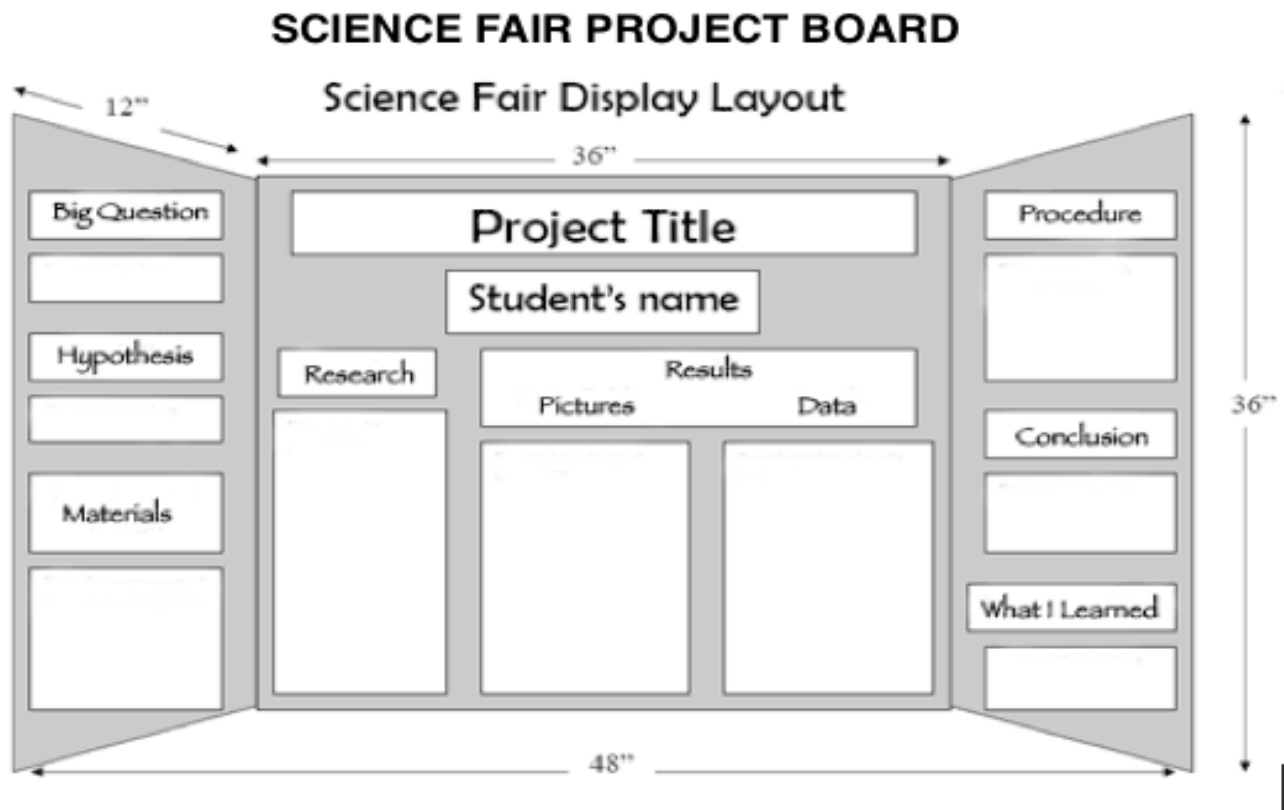 SCIENCE FAIR PROJECT BOARD
Science Fair Display Layout
12”
36”
Big Question
Hypothesis
Materials
Project Title
Student’s name
Research
Results
Pictures Data
Procedure
Conclusion
What I Learned
36”
48”